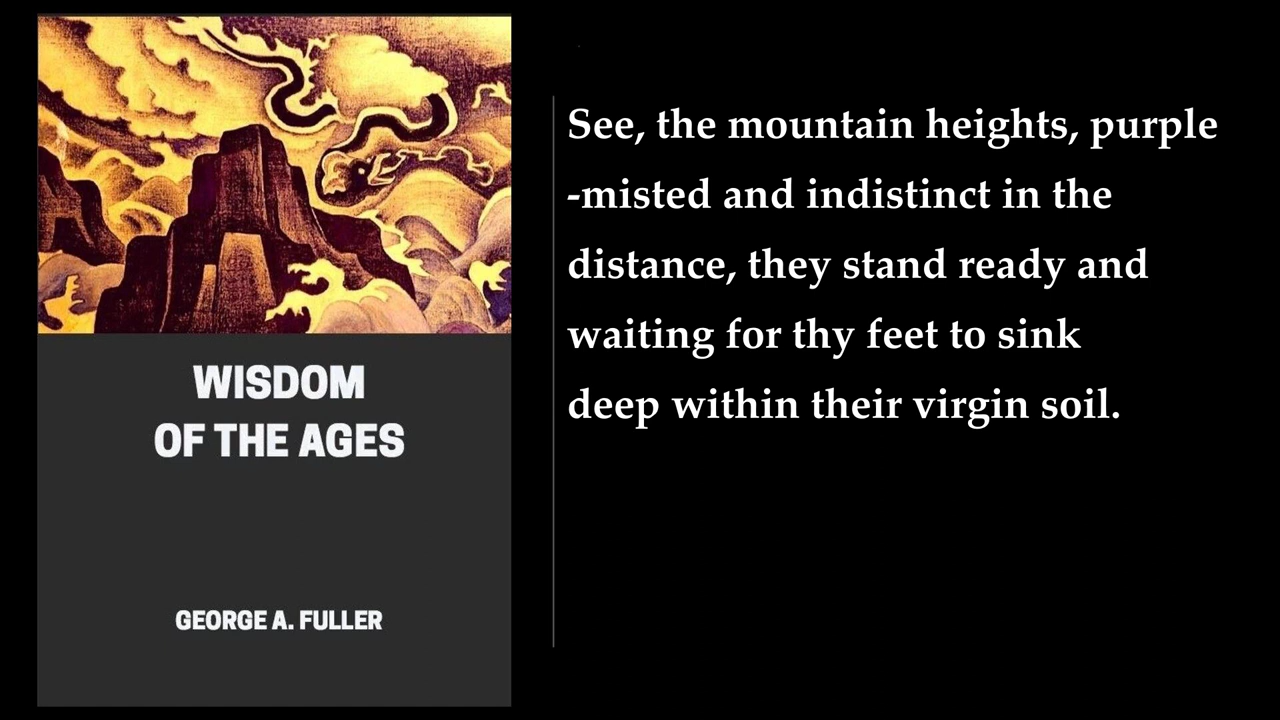 WISDOM
OF THE AGES
GEORGE A. FULLER
See, the mountain heights, purple
-misted and indistinct in the
distance, they stand ready and
waiting for thy feet to sink
deep within their virgin soil.